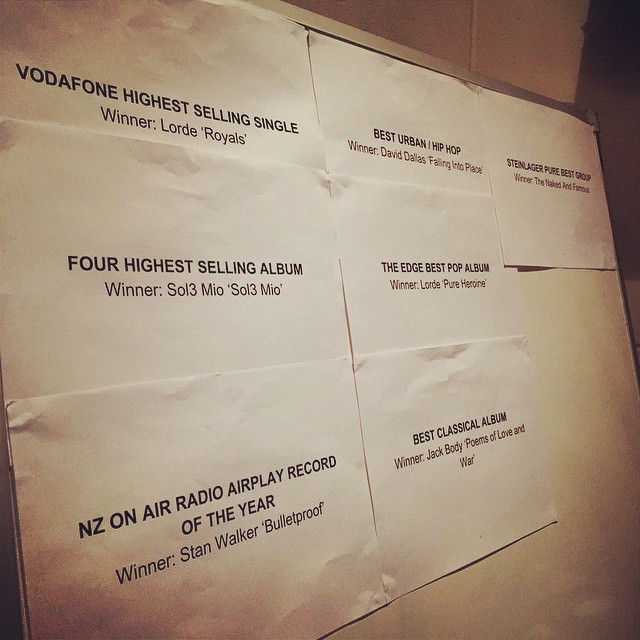 VODAFONE HIGHEST SELLING SINGLE
Winner: Lorde 'Royals'
BEST URBAN / HIP HOP
Winner: David Dallas 'Falling Into Place'
STEINLAGER PURE BEST GROUP
Winner: The Naked And Famous
FOUR HIGHEST SELLING ALBUM
Winner: Sol3 Mio 'Sol3 Mio'
THE EDGE BEST POP ALBUM
Winner: Lorde 'Pure Heroine'
NZ ON AIR RADIO AIRPLAY RECORD
OF THE YEAR
Winner: Stan Walker 'Bulletproof'
BEST CLASSICAL ALBUM
Winner: Jack Body 'Poems of Love and
War'